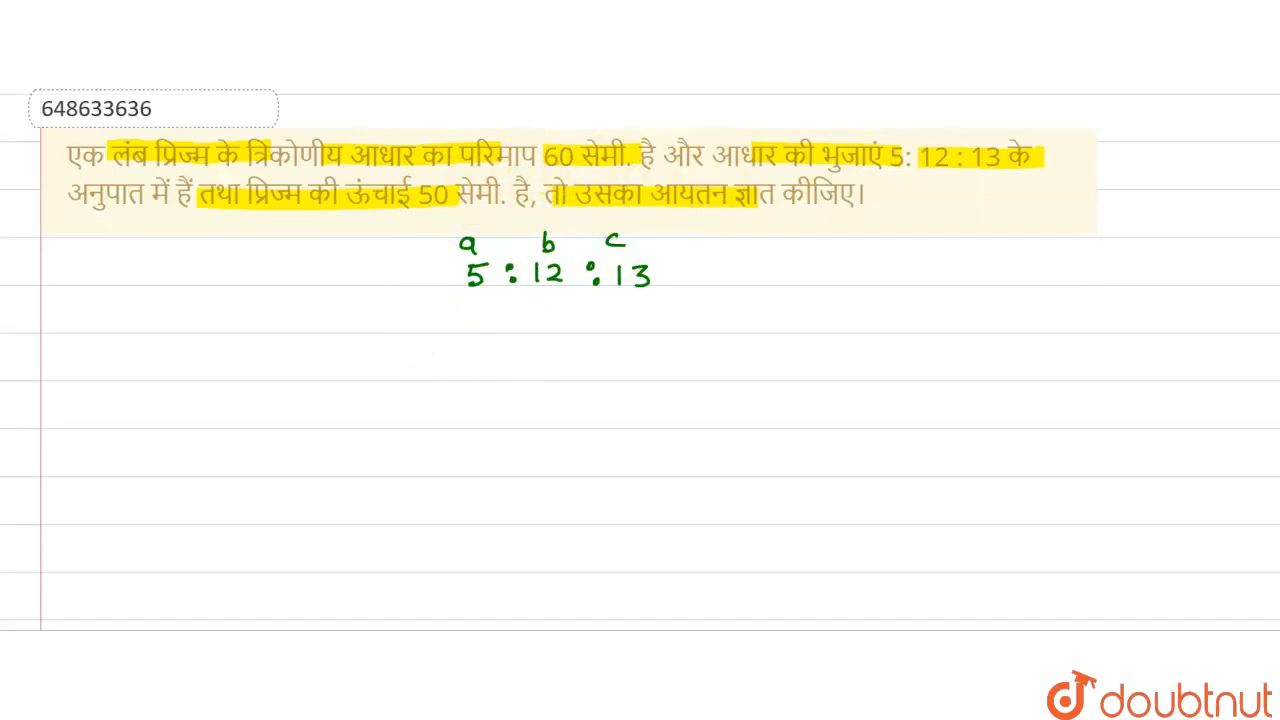 648633636
एक लंब प्रिज्म के त्रिकोणीय आधार का परिमाप 60 सेमी. है और आधार की भुजाएं 5: 12 : 13 के
अनुपात में हैं तथा प्रिज्म की ऊंचाई 50 सेमी. है, तो उसका आयतन ज्ञात कीजिए।
a b c
5 : 12 : 13
doubtnut